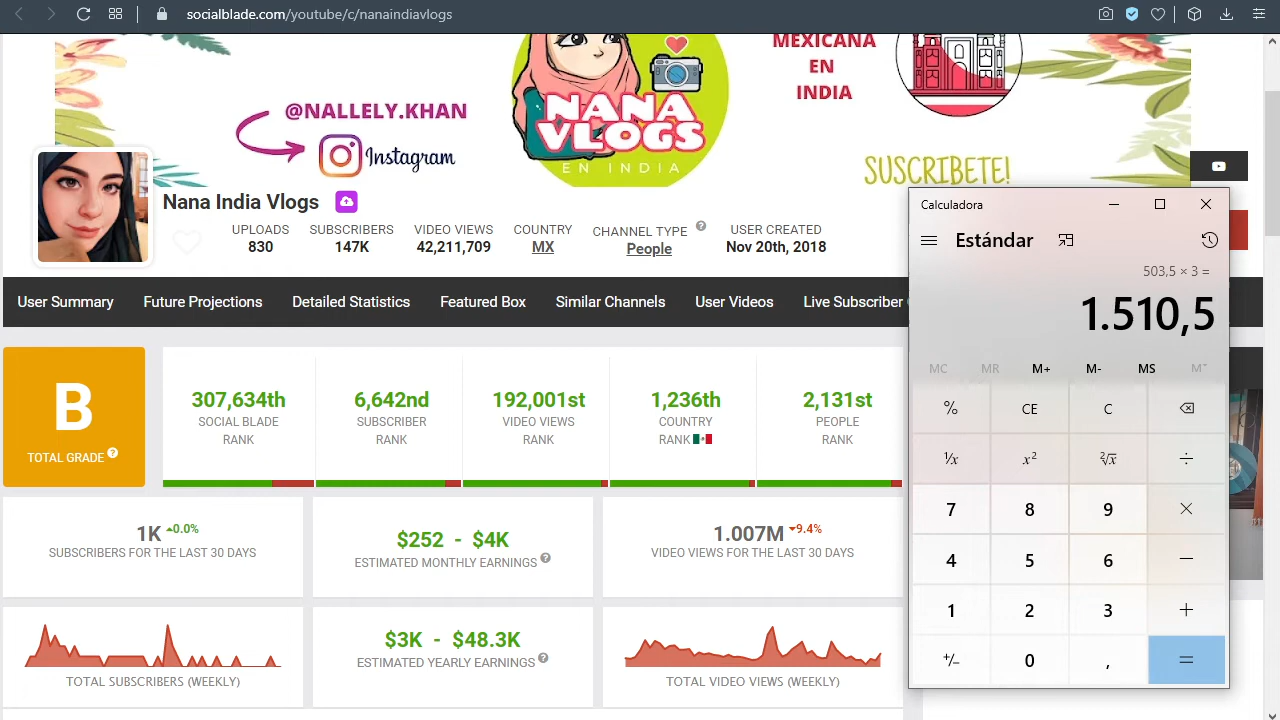 socialblade.com/youtube/c/nanaindiavlogs
MEXICANA
EN
INDIA
@NALLELY.KHAN
Instagram
NANA
VLOGS
EN INDIA
SUSCRIBETE!
Nana India Vlogs
UPLOADS
830
SUBSCRIBERS
147K
VIDEO VIEWS
42,211,709
COUNTRY
MX
CHANNEL TYPE ?
People
USER CREATED
Nov 20th, 2018
User Summary
Future Projections
Detailed Statistics
Featured Box
Similar Channels
User Videos
Live Subscriber
B
TOTAL GRADE ?
307,634th
SOCIAL BLADE
RANK
6,642nd
SUBSCRIBER
RANK
192,001st
VIDEO VIEWS
RANK
1,236th
COUNTRY
RANK
2,131st
PEOPLE
RANK
1K 0.0%
SUBSCRIBERS FOR THE LAST 30 DAYS
$252 - $4K
ESTIMATED MONTHLY EARNINGS ?
1.007M -9.4%
VIDEO VIEWS FOR THE LAST 30 DAYS
TOTAL SUBSCRIBERS (WEEKLY)
$3K - $48.3K
ESTIMATED YEARLY EARNINGS ?
TOTAL VIDEO VIEWS (WEEKLY)
Calculadora
Estándar
503,5 × 3 =
1.510,5
MC MR M+ M- MS M˅
% CE C
¹/x x² ²√x ÷
7 8 9 ×
4 5 6 −
1 2 3 +
+/− 0 , =